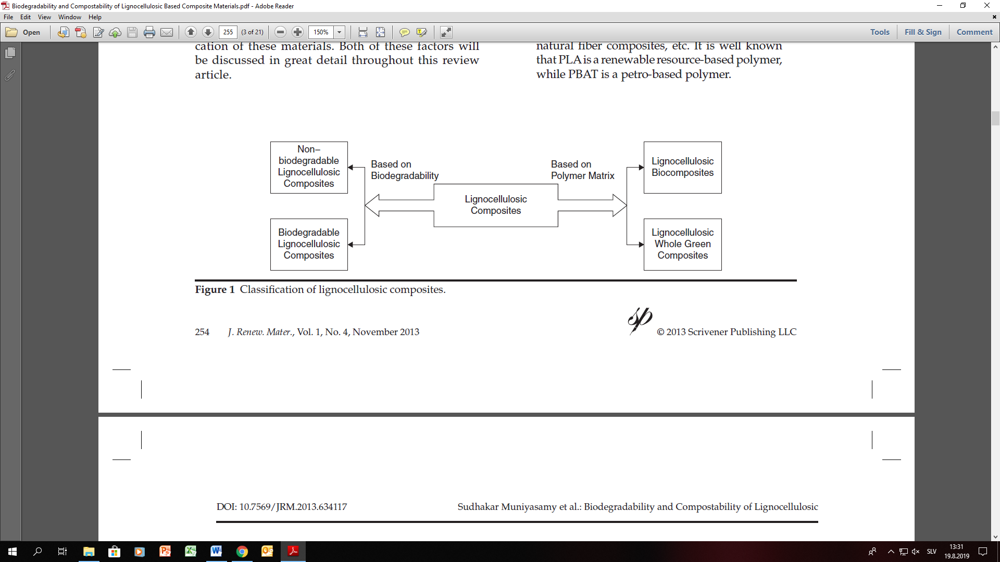 Biodegradability and Compostability of Lignocellulosic Based Composite Materials.pdf - Adobe Reader
File Edit View Window Help
Open 255 (3 of 21) 150% Tools Fill & Sign Comment
cation of these materials. Both of these factors will
be discussed in great detail throughout this review
article.
natural fiber composites, etc. It is well known
that PLA is a renewable resource-based polymer,
while PBAT is a petro-based polymer.
Non–
biodegradable
Lignocellulosic
Composites
Based on
Biodegradability
Based on
Polymer Matrix
Lignocellulosic
Biocomposites
Lignocellulosic
Composites
Biodegradable
Lignocellulosic
Composites
Lignocellulosic
Whole Green
Composites
Figure 1 Classification of lignocellulosic composites.
254 J. Renew. Mater., Vol. 1, No. 4, November 2013
sp © 2013 Scrivener Publishing LLC
DOI: 10.7569/JRM.2013.634117 Sudhakar Muniyasamy et al.: Biodegradability and Compostability of Lignocellulosic
SLV 13:31
19.8.2019